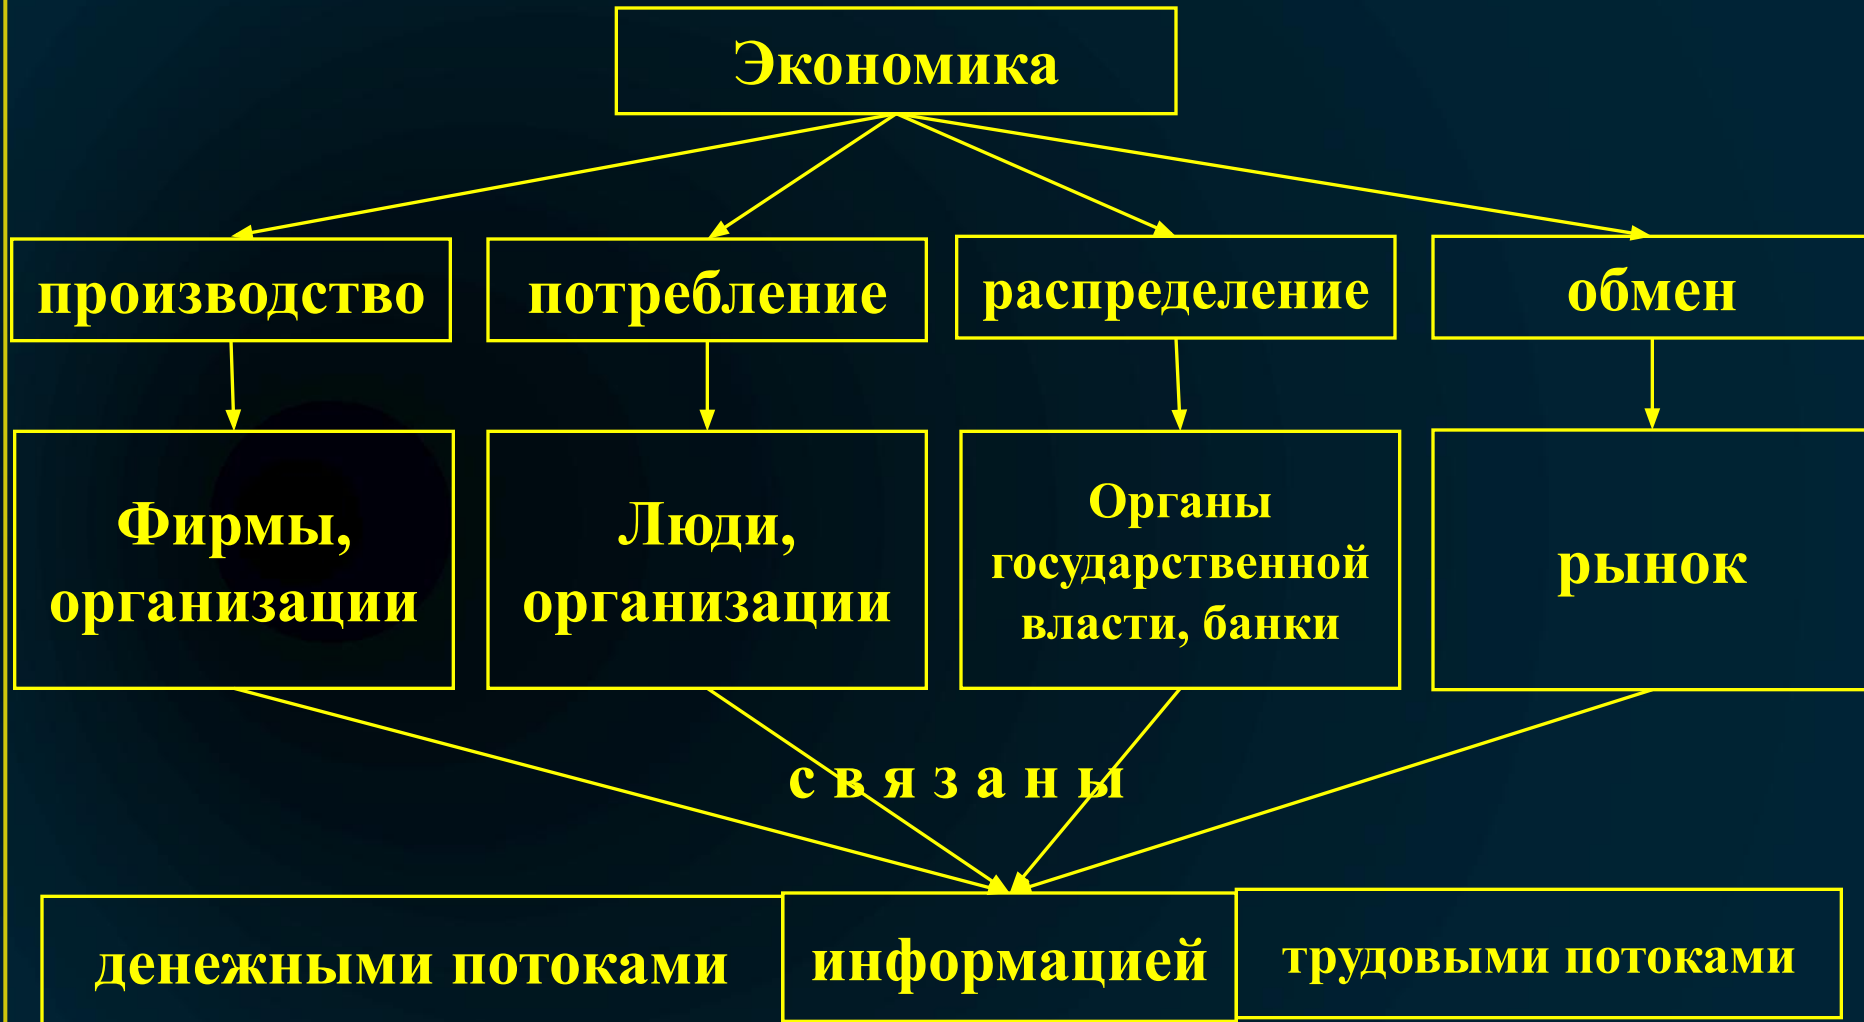 Экономика
производство
потребление
распределение
обмен
Фирмы,
организации
Люди,
организации
Органы
государственной
власти, банки
рынок
с в я з а н ы
денежными потоками
информацией
трудовыми потоками